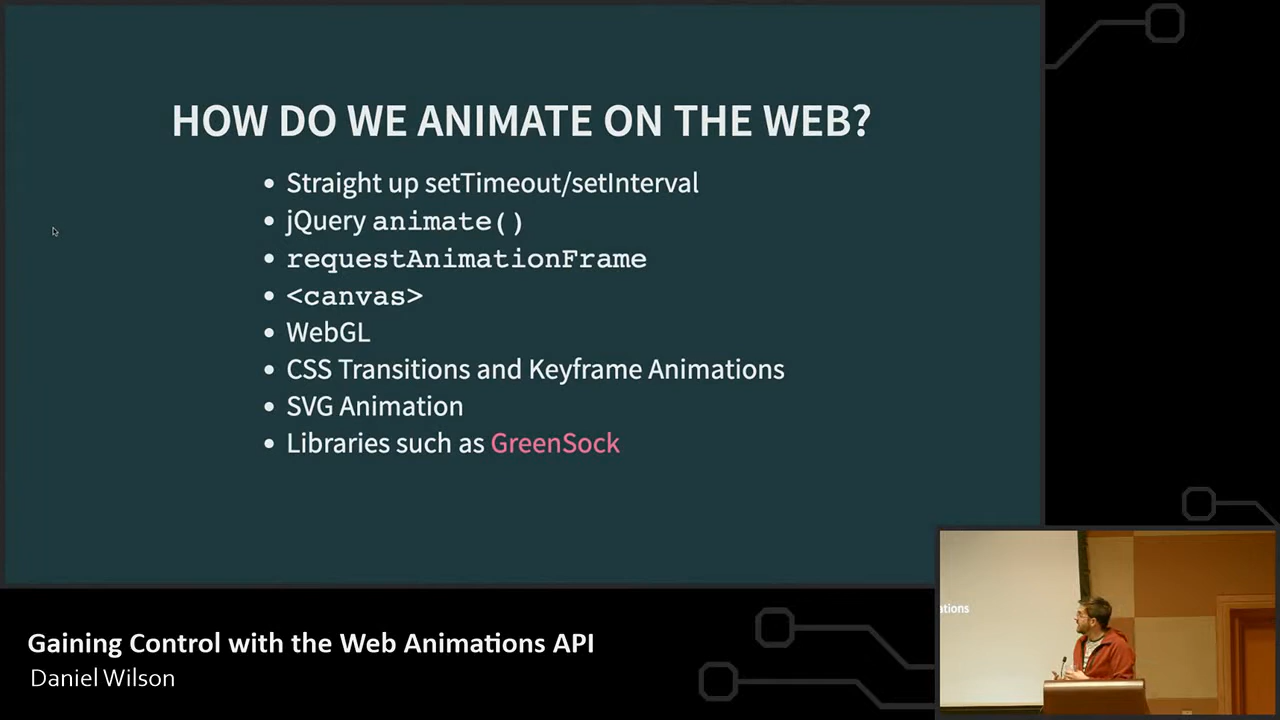 HOW DO WE ANIMATE ON THE WEB?
• Straight up setTimeout/setInterval
• jQuery animate()
• requestAnimationFrame
• <canvas>
• WebGL
• CSS Transitions and Keyframe Animations
• SVG Animation
• Libraries such as GreenSock
ations
Gaining Control with the Web Animations API
Daniel Wilson